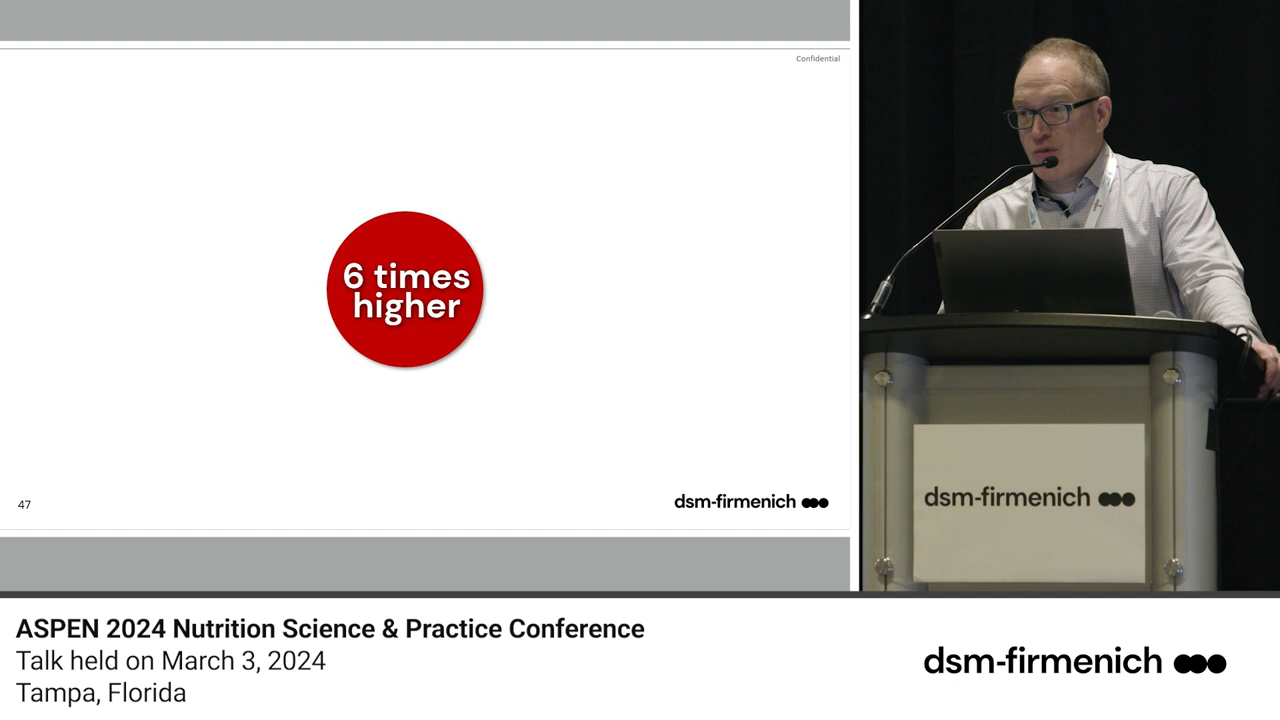 Confidential
6 times
higher
47
dsm-firmenich
dsm-firmenich
ASPEN 2024 Nutrition Science & Practice Conference
Talk held on March 3, 2024
Tampa, Florida
dsm-firmenich